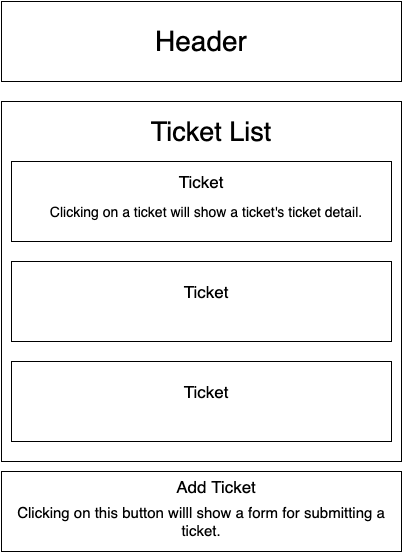 Header
Ticket List
Ticket
Clicking on a ticket will show a ticket's ticket detail.
Ticket
Ticket
Add Ticket
Clicking on this button willl show a form for submitting a
ticket.